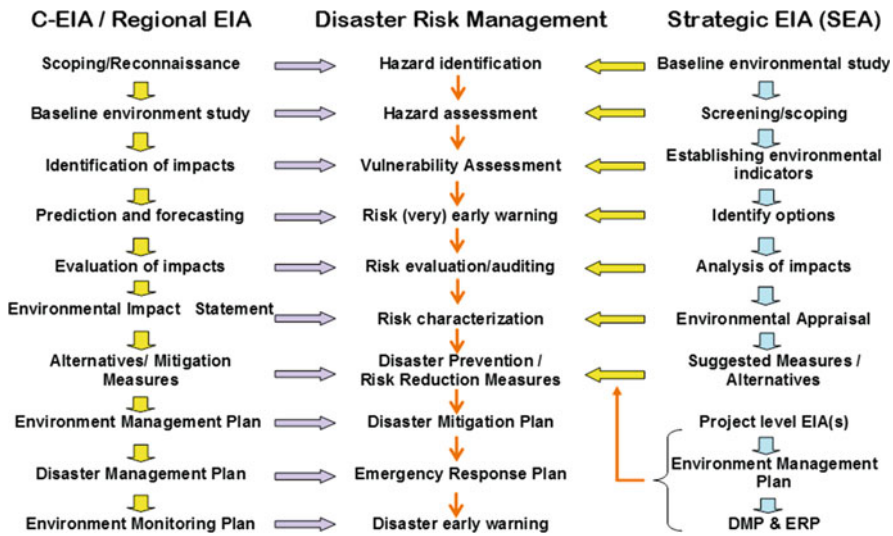 C-EIA / Regional EIA
Scoping/Reconnaissance
Baseline environment study
Identification of impacts
Prediction and forecasting
Evaluation of impacts
Environmental Impact Statement
Alternatives/ Mitigation
Measures
Environment Management Plan
Disaster Management Plan
Environment Monitoring Plan
Disaster Risk Management
Hazard identification
Hazard assessment
Vulnerability Assessment
Risk (very) early warning
Risk evaluation/auditing
Risk characterization
Disaster Prevention /
Risk Reduction Measures
Disaster Mitigation Plan
Emergency Response Plan
Disaster early warning
Strategic EIA (SEA)
Baseline environmental study
Screening/scoping
Establishing environmental
indicators
Identify options
Analysis of impacts
Environmental Appraisal
Suggested Measures /
Alternatives
Project level EIA(s)
Environment Management
Plan
DMP & ERP